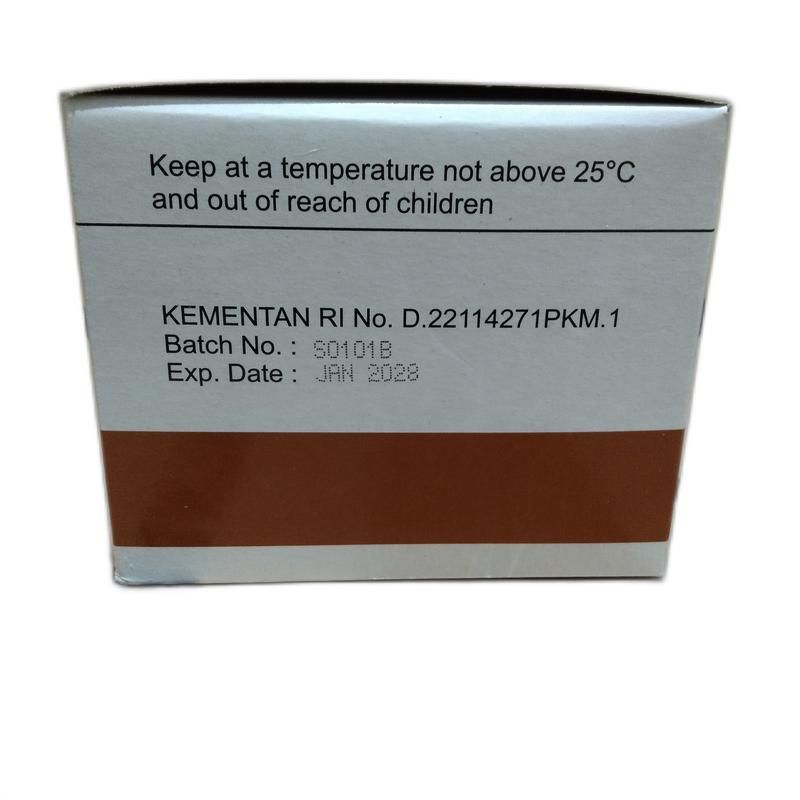 Keep at a temperature not above 25°C
and out of reach of children
KEMENTAN RI No. D.22114271PKM.1
Batch No. : S0101B
Exp. Date : JAN 2028